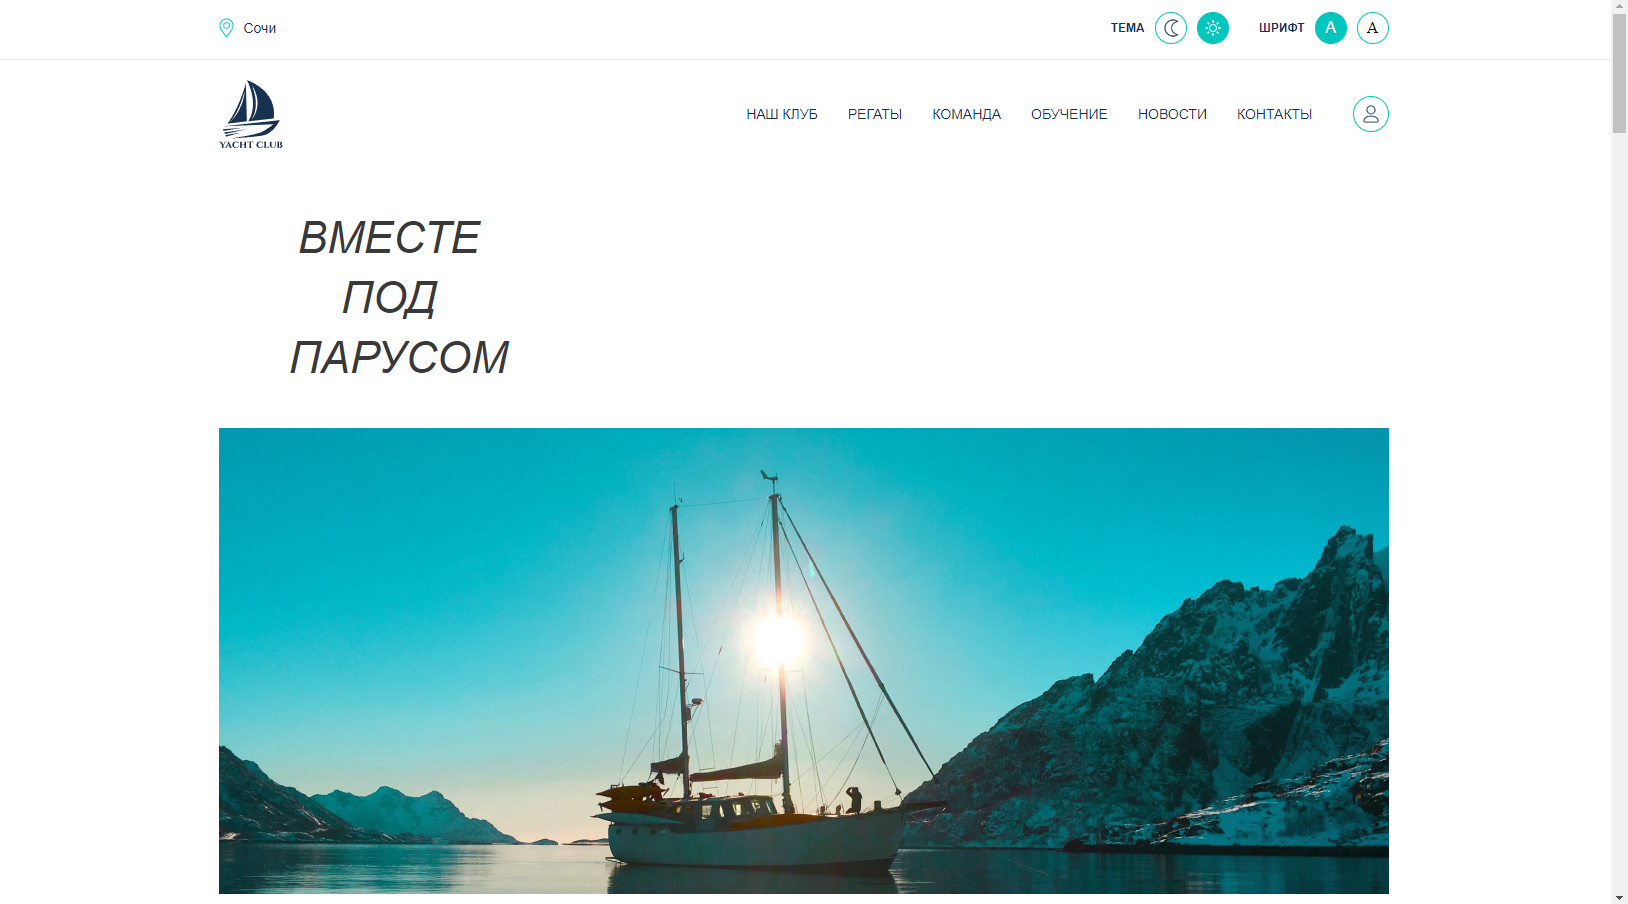 Сочи
ТЕМА
ШРИФТ
A
A
YACHT CLUB
НАШ КЛУБ
РЕГАТЫ
КОМАНДА
ОБУЧЕНИЕ
НОВОСТИ
КОНТАКТЫ
ВМЕСТЕ
ПОД
ПАРУСОМ